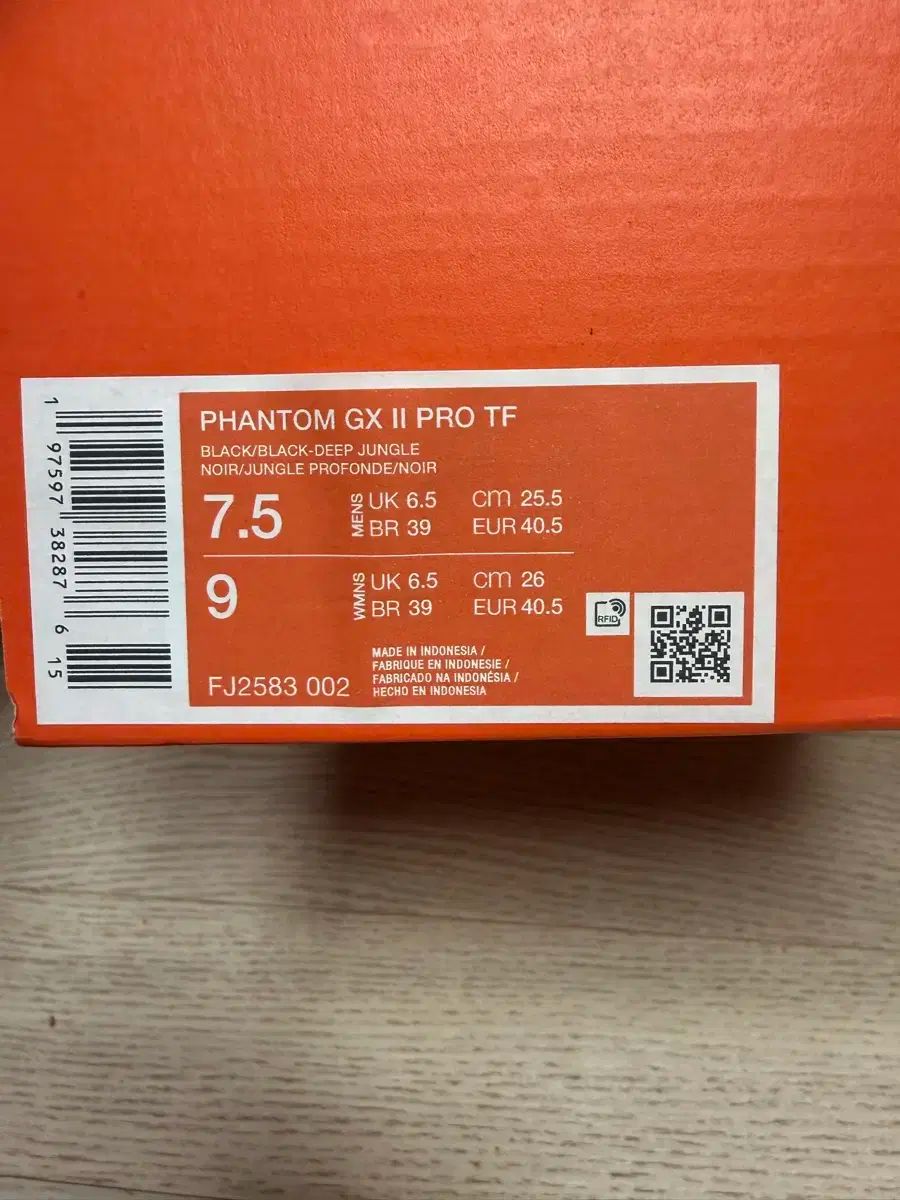 PHANTOM GX II PRO TF
BLACK/BLACK-DEEP JUNGLE
NOIR/JUNGLE PROFONDE/NOIR
7.5 MENS UK 6.5 cm 25.5
BR 39 EUR 40.5
9 WMNS UK 6.5 cm 26
BR 39 EUR 40.5
RFID
MADE IN INDONESIA /
FABRIQUE EN INDONESIE /
FABRICADO NA INDONÉSIA /
HECHO EN INDONESIA
FJ2583 002
1 97597 38287 6 15